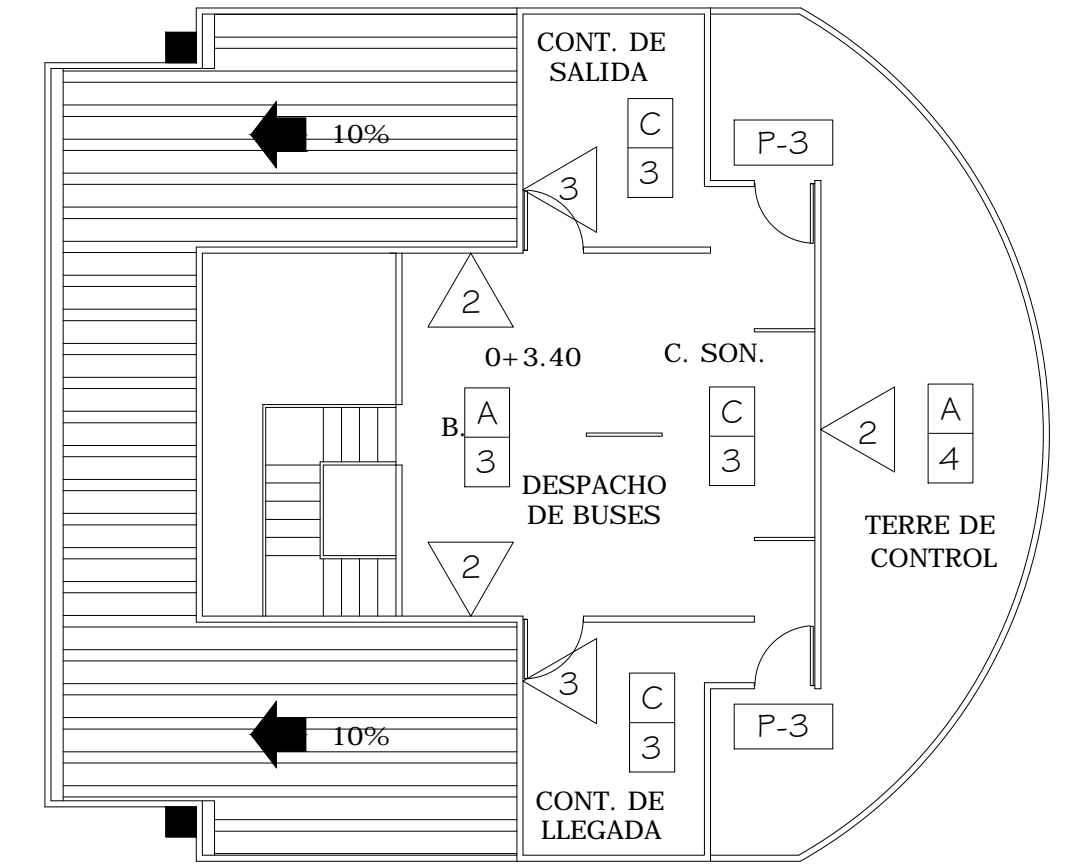 CONT. DE
SALIDA
C
3
P-3
10%
3
2
0+3.40
C. SON.
B.
A
3
C
3
2
A
4
DESPACHO
DE BUSES
TERRE DE
CONTROL
2
3
C
3
P-3
10%
CONT. DE
LLEGADA